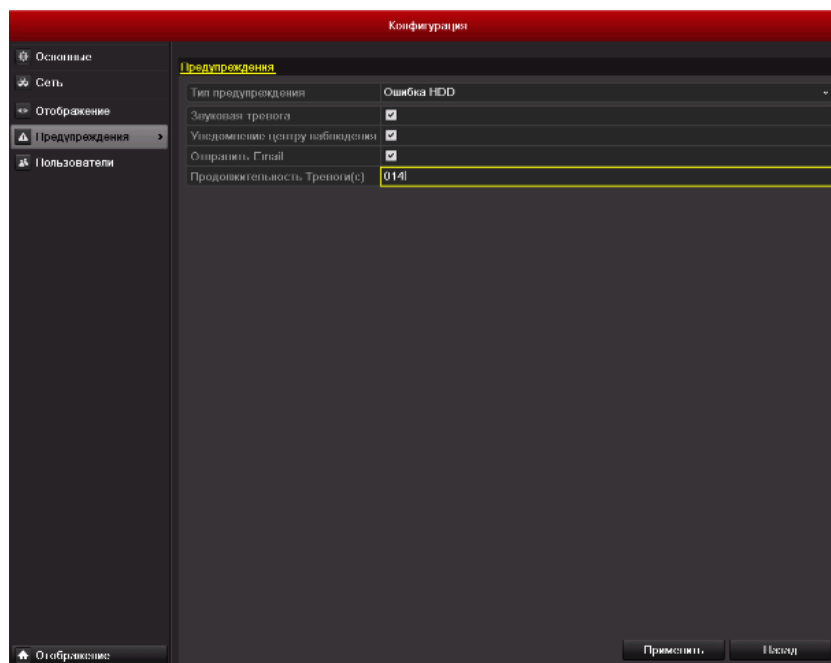 Конфигурация
Основные
Сеть
Отображение
Предупреждения
Пользователи
Предупреждения
Тип предупреждения Ошибка HDD
Звуковая тревога
Уведомление центру наблюдения
Отправить Email
Продолжительность Тревоги(с) 014
Отображение
Применить Назад